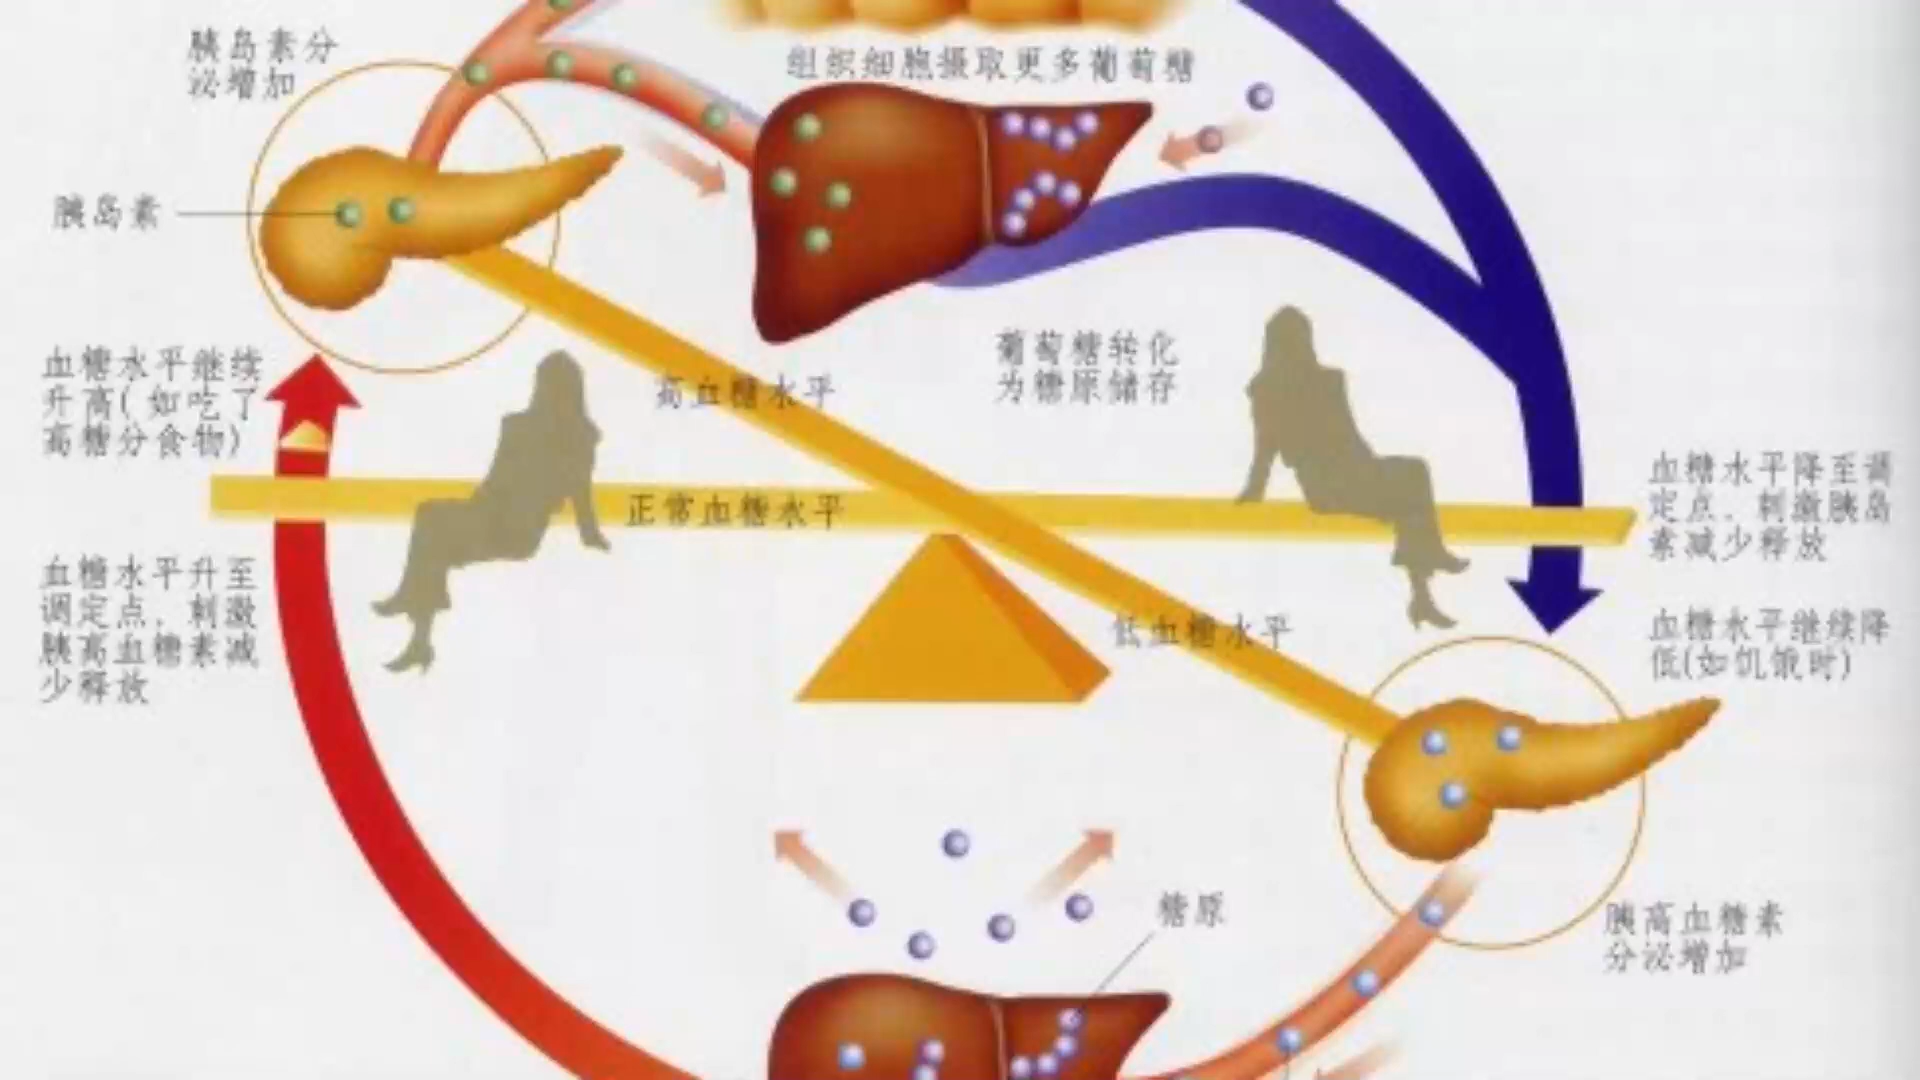 胰岛素分
泌增加
组织细胞摄取更多葡萄糖
胰岛素
血糖水平继续
升高(如吃了
高糖分食物)
高血糖水平
葡萄糖转化
为糖原储存
正常血糖水平
血糖水平降至调
定点，刺激胰岛
素减少释放
血糖水平升至
调定点，刺激
胰高血糖素减
少释放
低血糖水平
血糖水平继续降
低(如饥饿时)
糖原
胰高血糖素
分泌增加